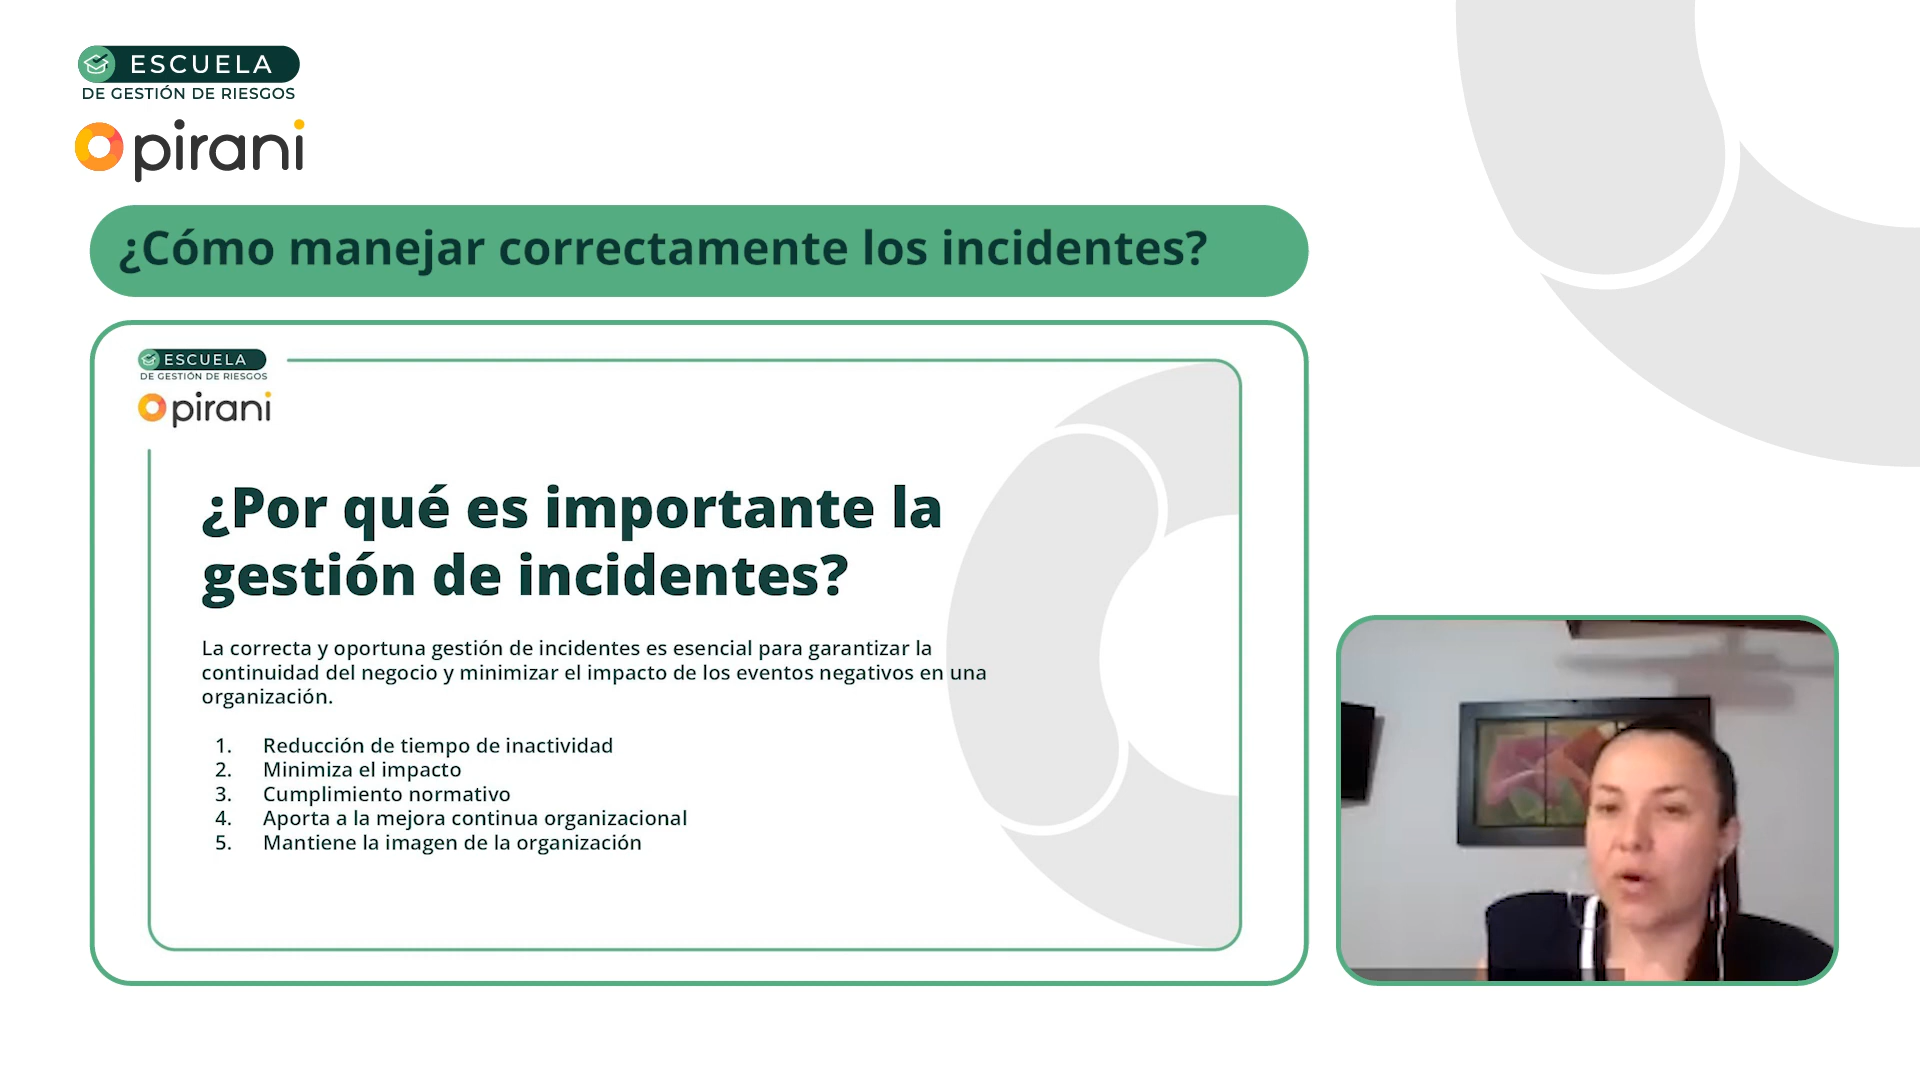 ESCUELA
DE GESTIÓN DE RIESGOS
pirani
¿Cómo manejar correctamente los incidentes?
ESCUELA
DE GESTIÓN DE RIESGOS
pirani
¿Por qué es importante la
gestión de incidentes?
La correcta y oportuna gestión de incidentes es esencial para garantizar la
continuidad del negocio y minimizar el impacto de los eventos negativos en una
organización.
1. Reducción de tiempo de inactividad
2. Minimiza el impacto
3. Cumplimiento normativo
4. Aporta a la mejora continua organizacional
5. Mantiene la imagen de la organización